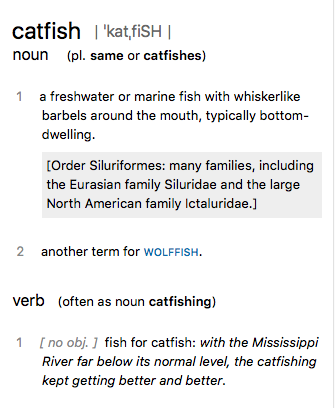 catfish | ˈkatˌfiSH |
noun (pl. same or catfishes)
1 a freshwater or marine fish with whiskerlike
barbels around the mouth, typically bottom-
dwelling.
[Order Siluriformes: many families, including
the Eurasian family Siluridae and the large
North American family Ictaluridae.]
2 another term for WOLFFISH.
verb (often as noun catfishing)
1 [ no obj. ] fish for catfish: with the Mississippi
River far below its normal level, the catfishing
kept getting better and better.